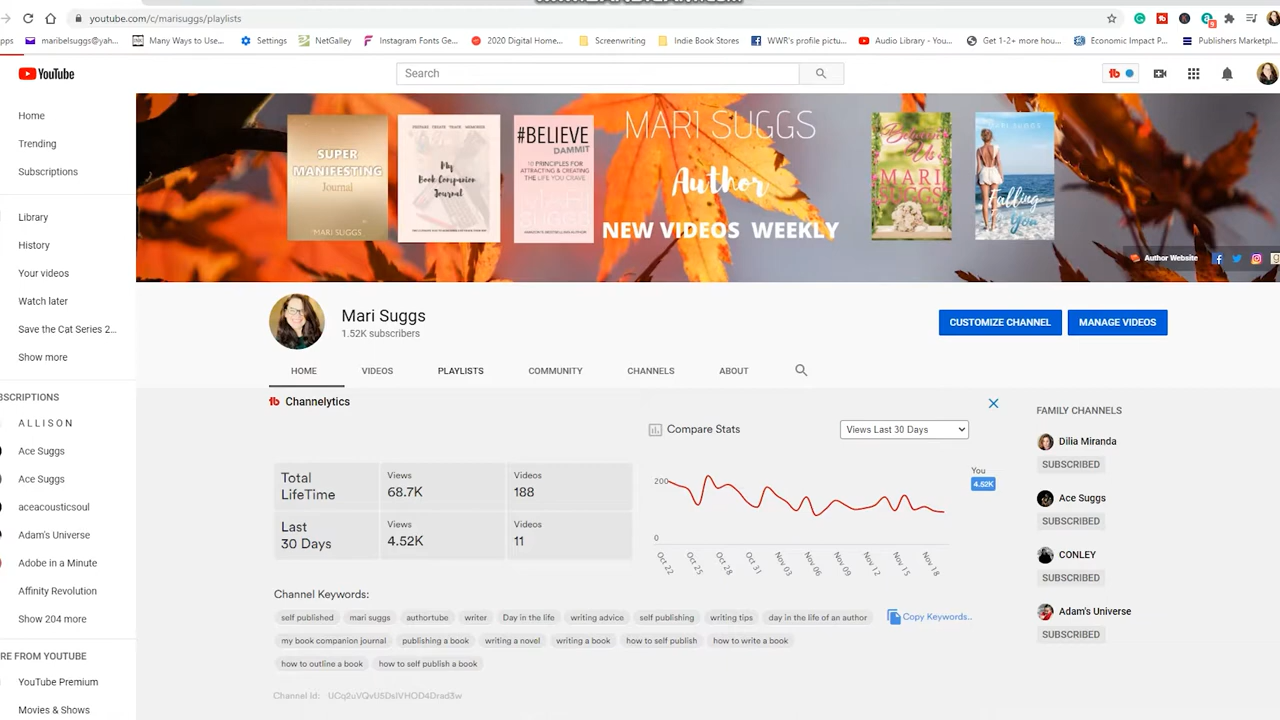 youtube.com/c/marisuggs/playlists
maribelsuggs@yah...
Many Ways to Use...
Settings
NetGalley
Instagram Fonts Ge...
2020 Digital Home...
Screenwriting
Indie Book Stores
WWR's profile pictu...
Audio Library - You...
Get 1-2+ more hou...
Economic Impact P...
Publishers Marketpl...
YouTube
Search
Home
Trending
Subscriptions
Library
History
Your videos
Watch later
Save the Cat Series 2...
Show more
BSCRIPTIONS
A L L I S O N
Ace Suggs
Ace Suggs
aceacousticsoul
Adam's Universe
Adobe in a Minute
Affinity Revolution
Show 204 more
RE FROM YOUTUBE
YouTube Premium
Movies & Shows
SUPER
MANIFESTING
Journal
MARI SUGGS
My
Book Companion
Journal
#BELIEVE
DAMMIT
10 PRINCIPLES FOR
ATTRACTING & CREATING
THE LIFE YOU CRAVE
MARI SUGGS
Author
NEW VIDEOS WEEKLY
MARI
SUGGS
MARI SUGGS
Falling
You
Author Website
Mari Suggs
1.52K subscribers
CUSTOMIZE CHANNEL
MANAGE VIDEOS
HOME VIDEOS PLAYLISTS COMMUNITY CHANNELS ABOUT
tb Channelytics
Compare Stats
Views Last 30 Days
Total
LifeTime
Views
68.7K
Videos
188
Last
30 Days
Views
4.52K
Videos
11
200
0
Oct 22 Oct 25 Oct 28 Oct 31 Nov 03 Nov 06 Nov 09 Nov 12 Nov 15 Nov 18
You
4.52K
Channel Keywords:
self published mari suggs authortube writer Day in the life writing advice self publishing writing tips day in the life of an author
Copy Keywords..
my book companion journal publishing a book writing a novel writing a book how to self publish how to write a book
how to outline a book how to self publish a book
Channel Id:
FAMILY CHANNELS
Dilia Miranda
SUBSCRIBED
Ace Suggs
SUBSCRIBED
CONLEY
SUBSCRIBED
Adam's Universe
SUBSCRIBED